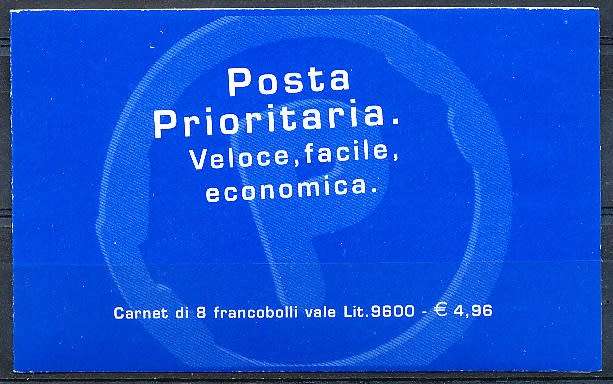 Posta
Prioritaria.
Veloce, facile,
economica.
P
Carnet di 8 francobolli vale Lit.9600 - € 4,96